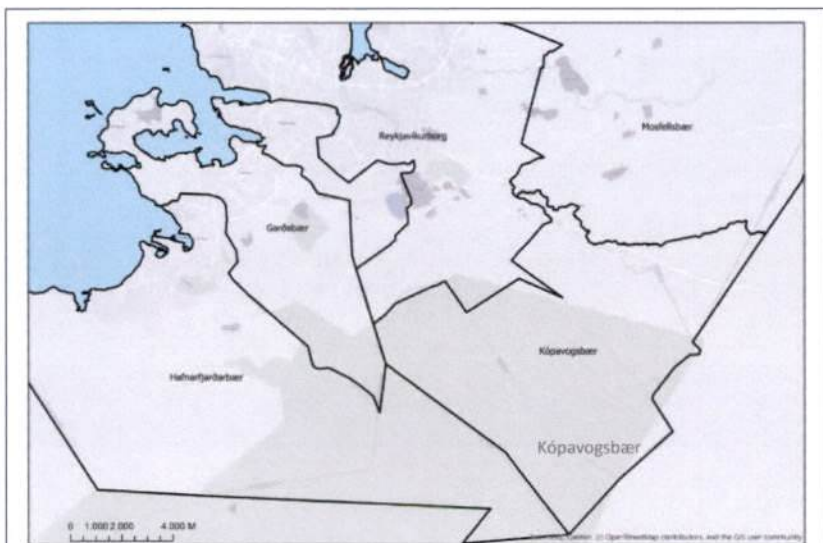 Reykjavíkurborg
Mosfellsbær
Garðabær
Kópavogsbær
Hafnarfjarðarbær
Kópavogsbær
0 1.000 2.000 4.000 M
OpenStreetMap contributors, and the GIS user community